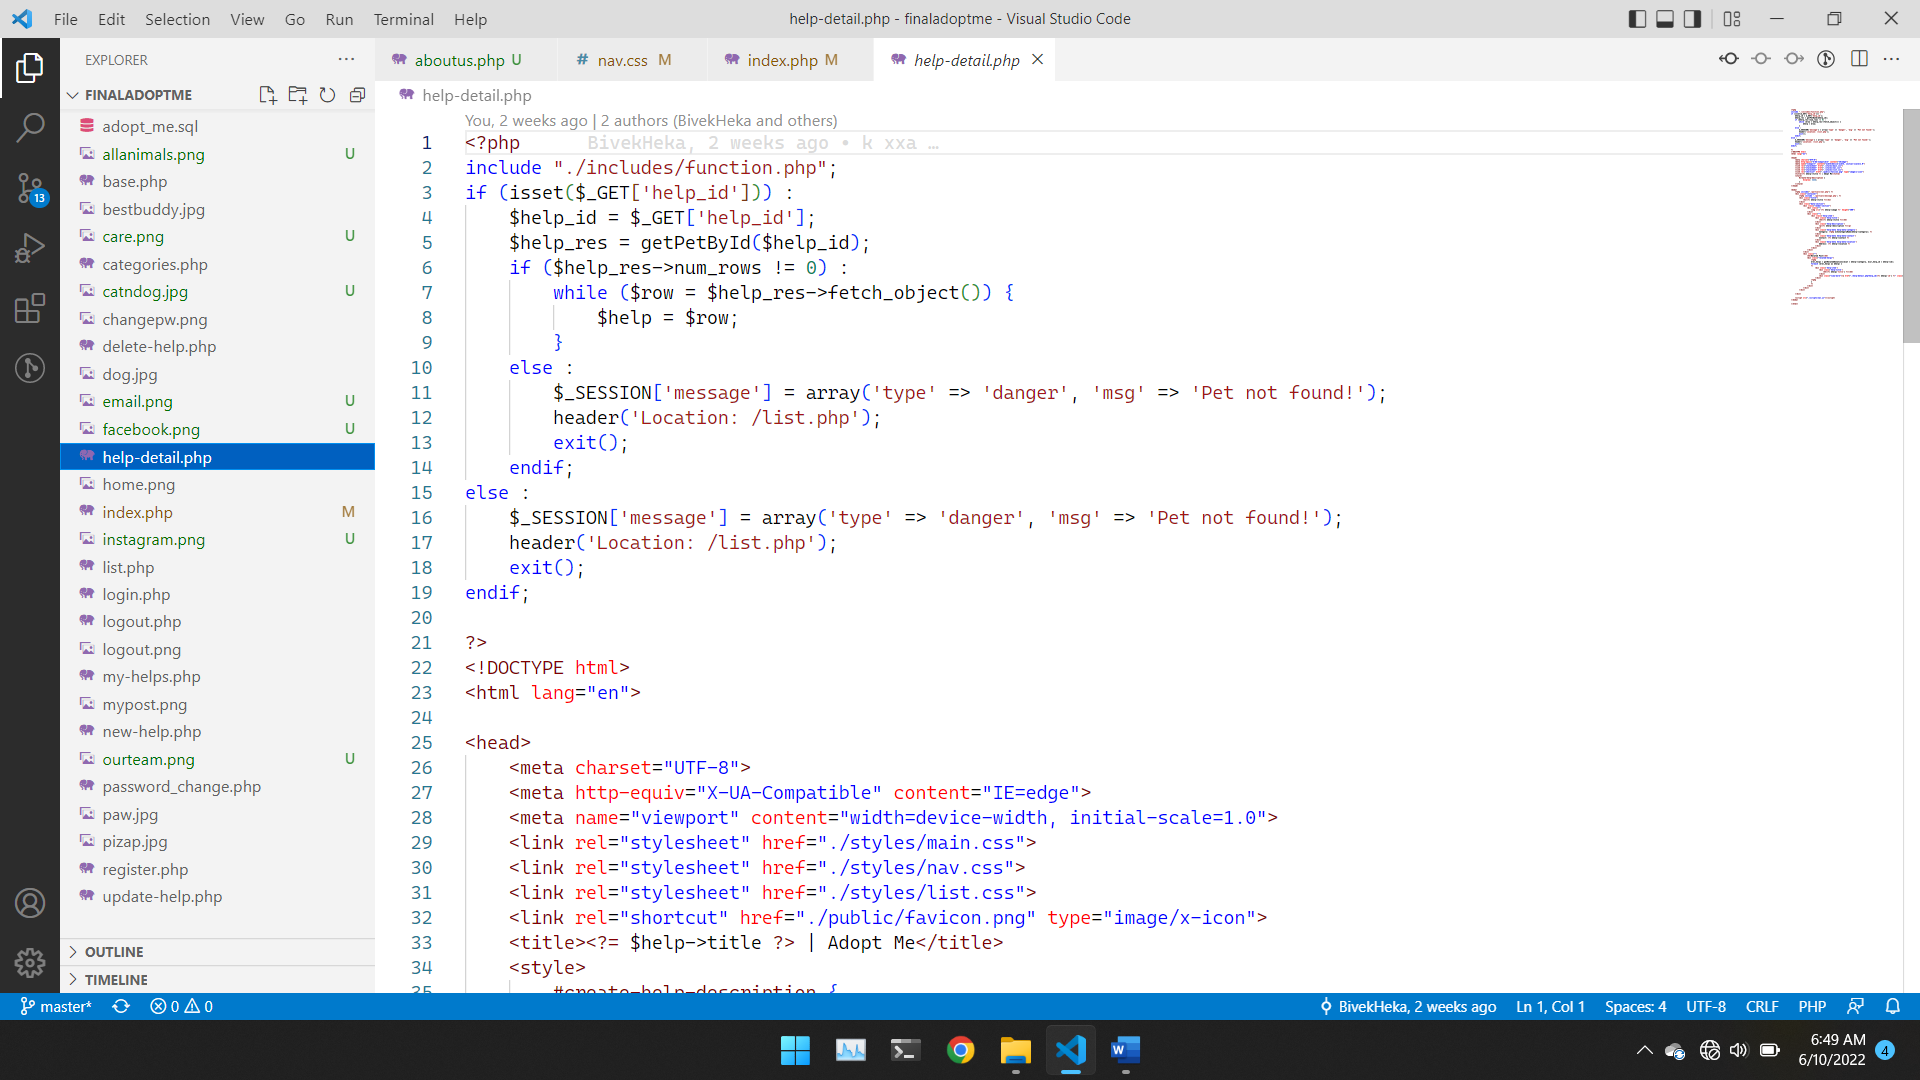 File Edit Selection View Go Run Terminal Help
help-detail.php - finaladoptme - Visual Studio Code
EXPLORER
FINALADOPTME
adopt_me.sql
allanimals.png U
base.php
bestbuddy.jpg
care.png U
categories.php
catndog.jpg U
changepw.png
delete-help.php
dog.jpg
email.png U
facebook.png U
help-detail.php
home.png
index.php M
instagram.png U
list.php
login.php
logout.php
logout.png
my-helps.php
mypost.png
new-help.php
ourteam.png U
password_change.php
paw.jpg
pizap.jpg
register.php
update-help.php
OUTLINE
TIMELINE
13
aboutus.php U
# nav.css M
index.php M
help-detail.php
help-detail.php
You, 2 weeks ago | 2 authors (BivekHeka and others)
1 <?php BivekHeka, 2 weeks ago • k xxa …
2 include "./includes/function.php";
3 if (isset($_GET['help_id'])) :
4 $help_id = $_GET['help_id'];
5 $help_res = getPetById($help_id);
6 if ($help_res->num_rows != 0) :
7 while ($row = $help_res->fetch_object()) {
8 $help = $row;
9 }
10 else :
11 $_SESSION['message'] = array('type' => 'danger', 'msg' => 'Pet not found!');
12 header('Location: /list.php');
13 exit();
14 endif;
15 else :
16 $_SESSION['message'] = array('type' => 'danger', 'msg' => 'Pet not found!');
17 header('Location: /list.php');
18 exit();
19 endif;
20
21 ?>
22 <!DOCTYPE html>
23 <html lang="en">
24
25 <head>
26 <meta charset="UTF-8">
27 <meta http-equiv="X-UA-Compatible" content="IE=edge">
28 <meta name="viewport" content="width=device-width, initial-scale=1.0">
29 <link rel="stylesheet" href="./styles/main.css">
30 <link rel="stylesheet" href="./styles/nav.css">
31 <link rel="stylesheet" href="./styles/list.css">
32 <link rel="shortcut" href="./public/favicon.png" type="image/x-icon">
33 <title><?= $help->title ?> | Adopt Me</title>
34 <style>
35 #create-help-description {
master* 0 0
BivekHeka, 2 weeks ago Ln 1, Col 1 Spaces: 4 UTF-8 CRLF PHP
6:49 AM
6/10/2022
4